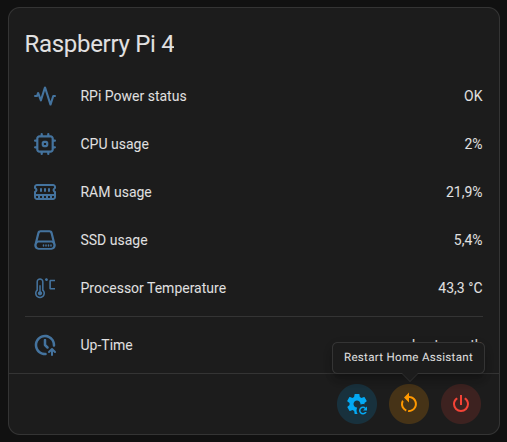 Raspberry Pi 4
RPi Power status OK
CPU usage 2%
RAM usage 21,9%
SSD usage 5,4%
Processor Temperature 43,3 °C
Up-Time
Restart Home Assistant